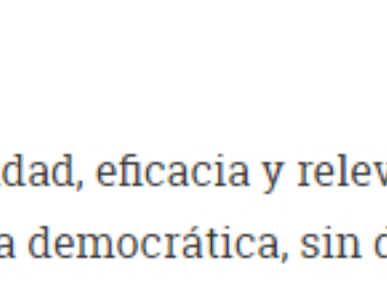 dad, eficacia y relev
a democrática, sin d